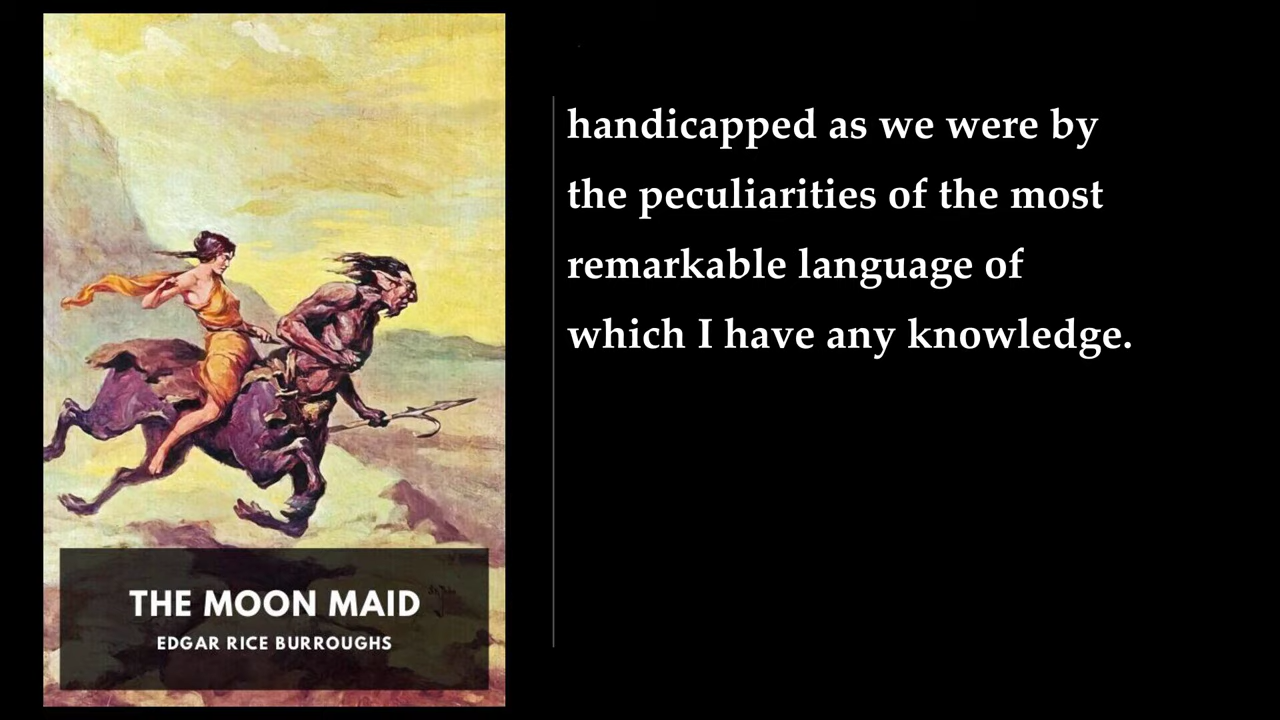 handicapped as we were by
the peculiarities of the most
remarkable language of
which I have any knowledge.
THE MOON MAID
EDGAR RICE BURROUGHS